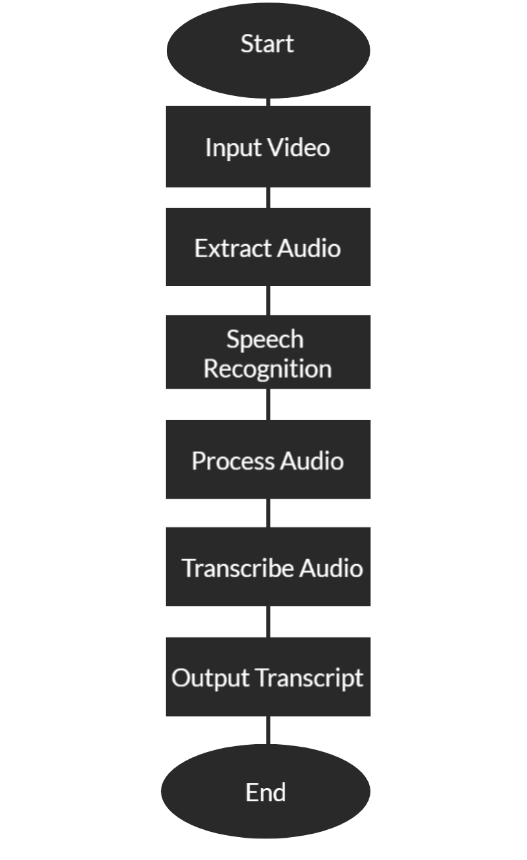 Start
Input Video
Extract Audio
Speech
Recognition
Process Audio
Transcribe Audio
Output Transcript
End